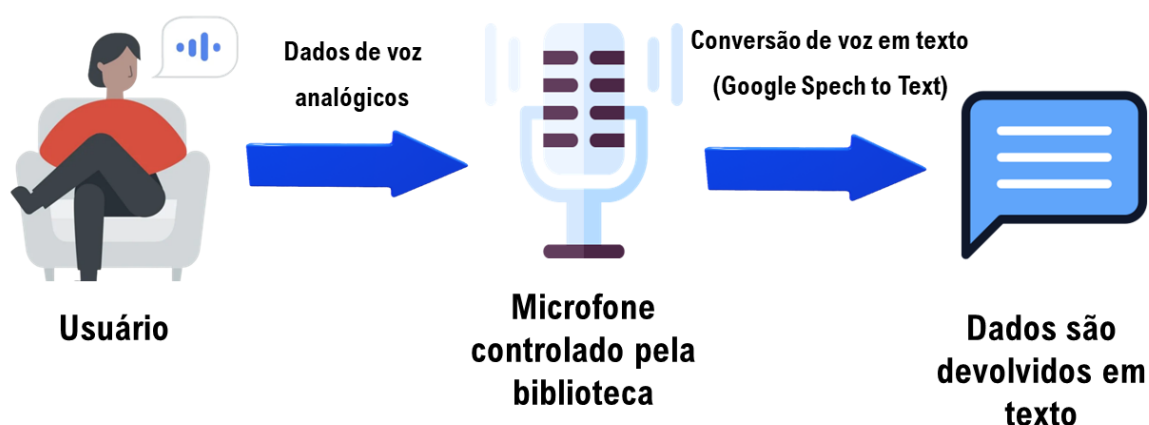 Dados de voz
analógicos
Conversão de voz em texto
(Google Spech to Text)
Usuário
Microfone
controlado pela
biblioteca
Dados são
devolvidos em
texto